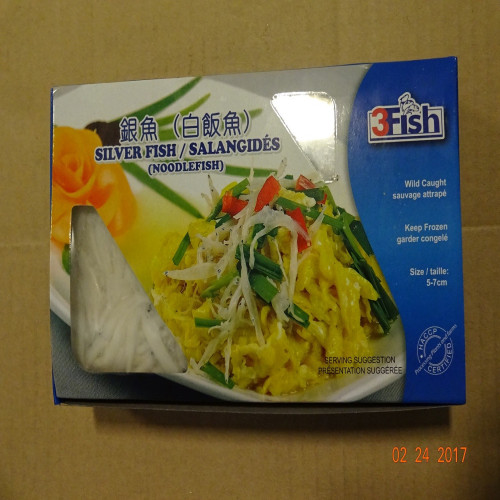 銀魚 (白飯魚)
SILVER FISH / SALANGIDÉS
(NOODLEFISH)
3Fish
Wild Caught
sauvage attrapé
Keep Frozen
garder congelé
Size / taille:
5-7cm
HACCP
CERTIFIED
SERVING SUGGESTION
PRÉSENTATION SUGGÉRÉE
02 24 2017